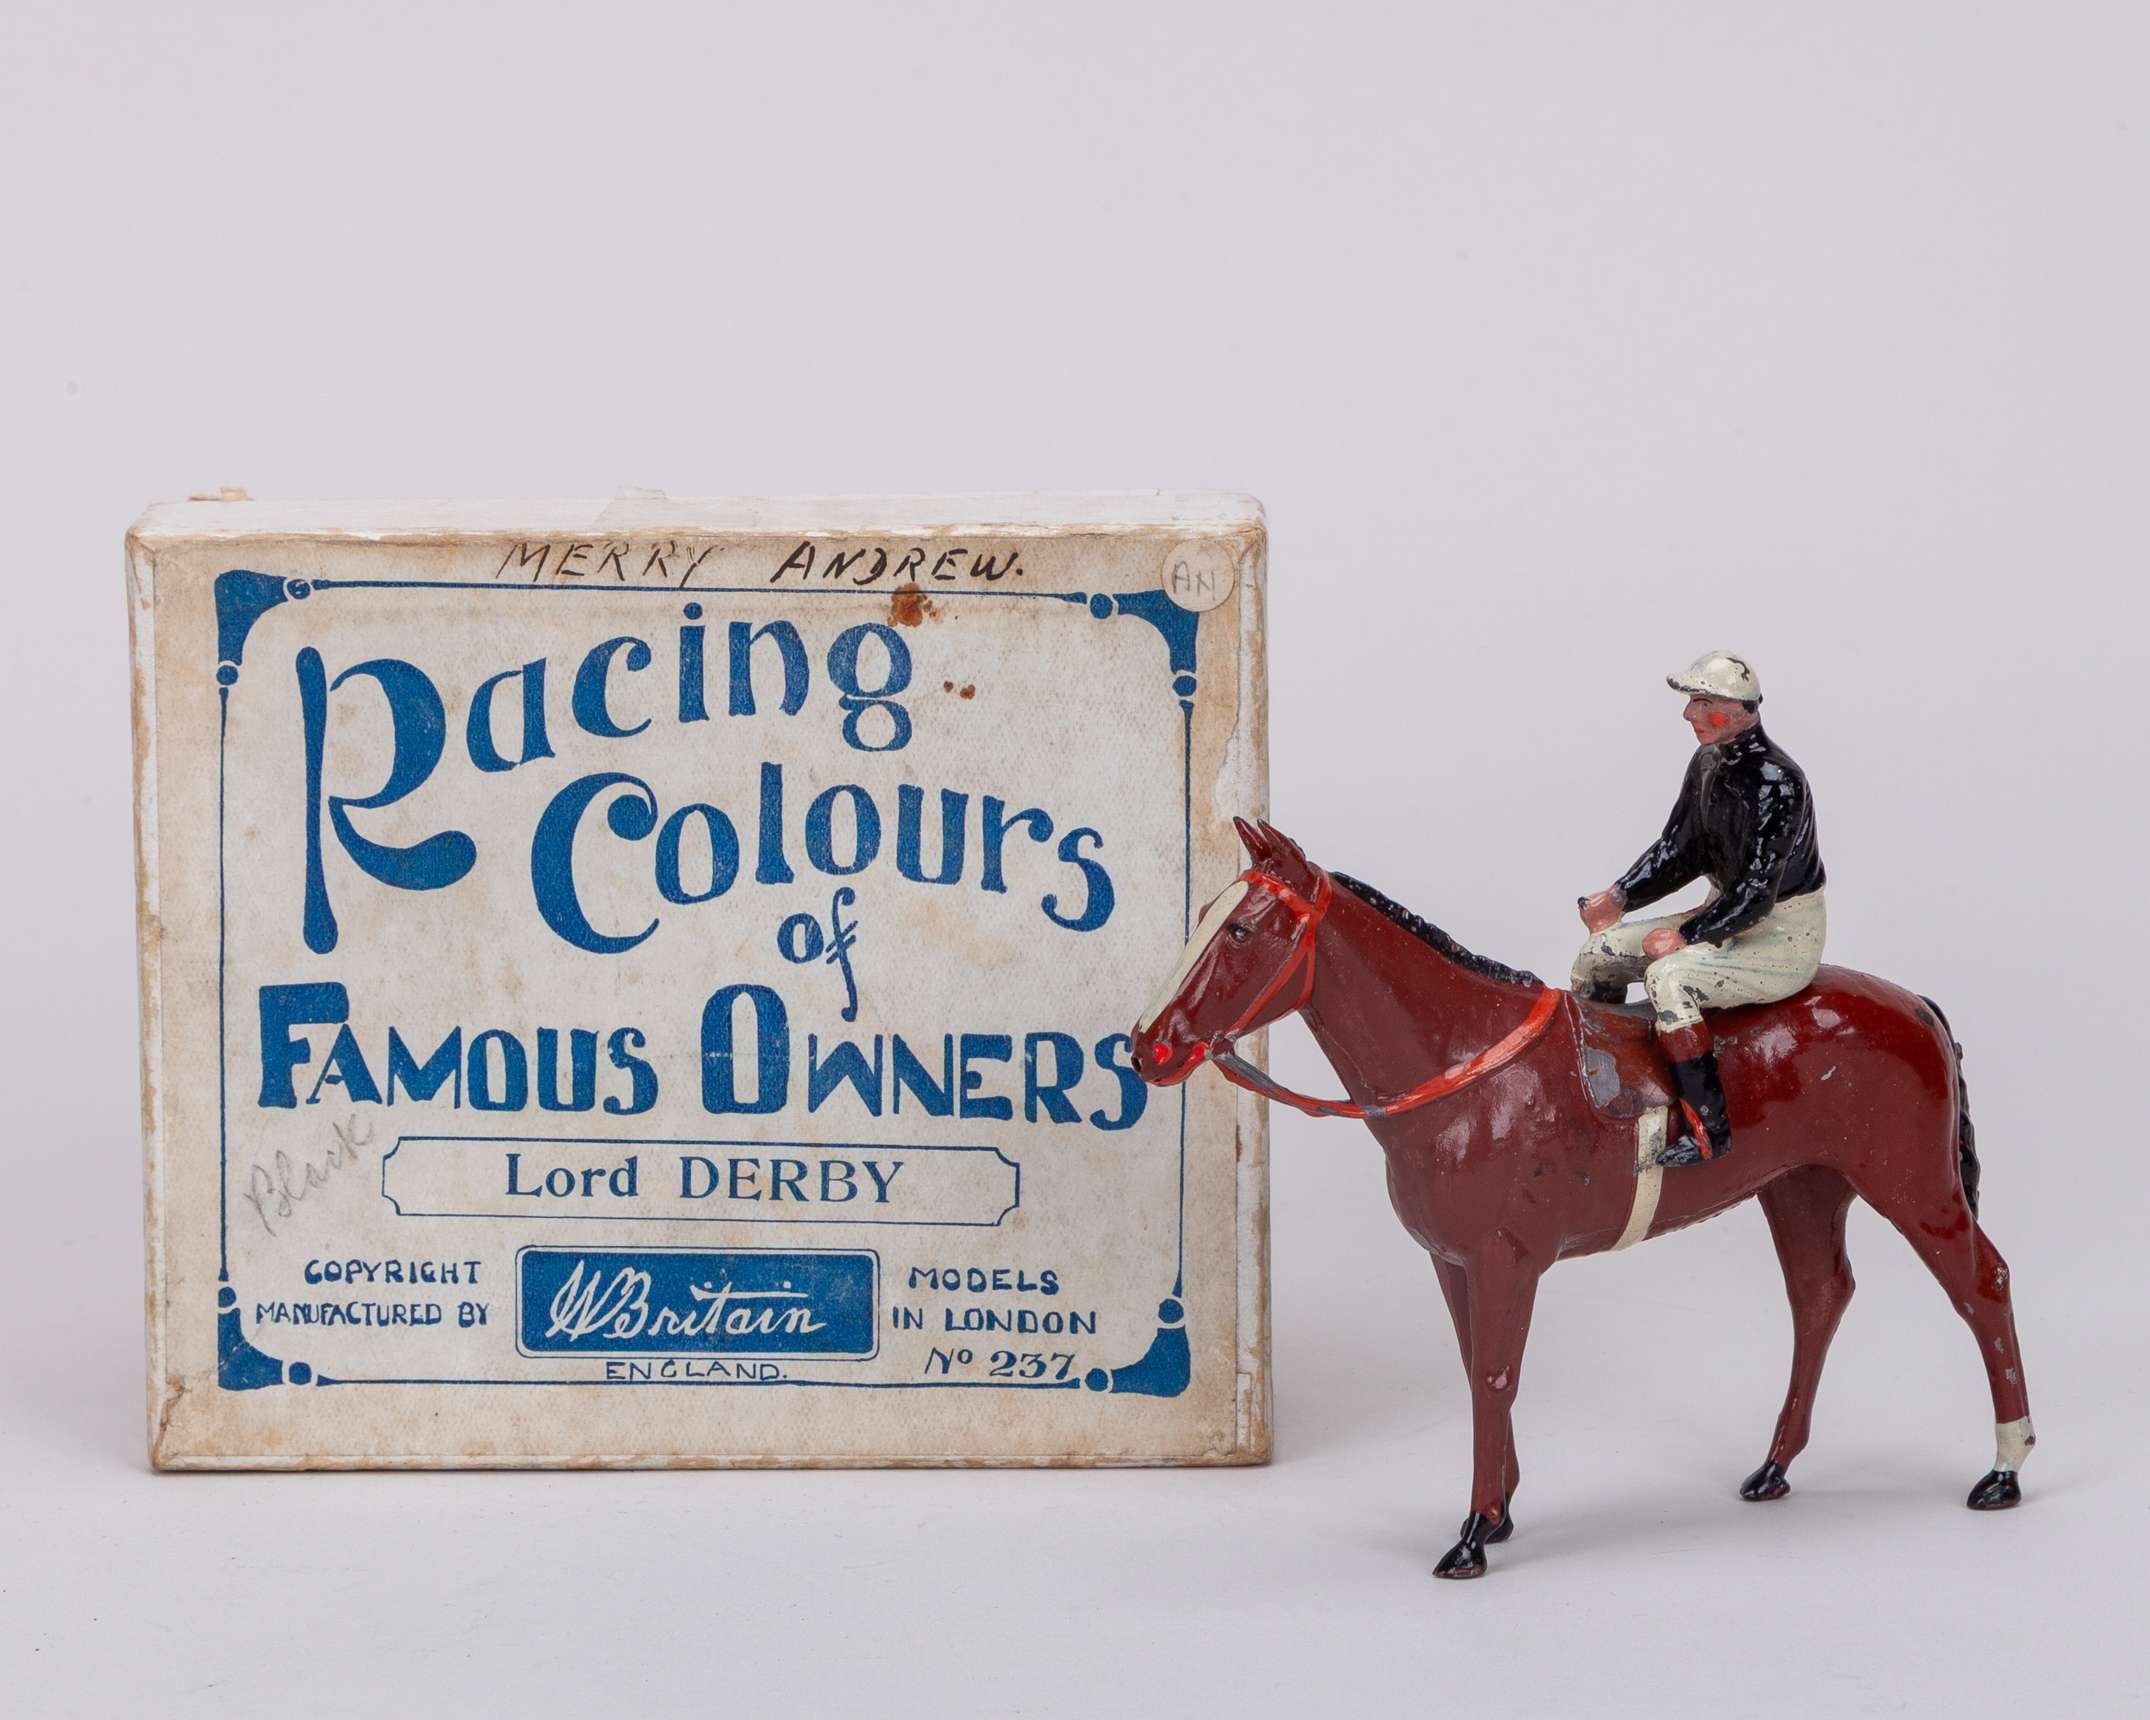 MERRY ANDREW.
AN
Racing
Colours
of
FAMOUS OWNERS
Black
Lord DERBY
COPYRIGHT
MANUFACTURED BY
WBritain
ENGLAND.
MODELS
IN LONDON
No 237